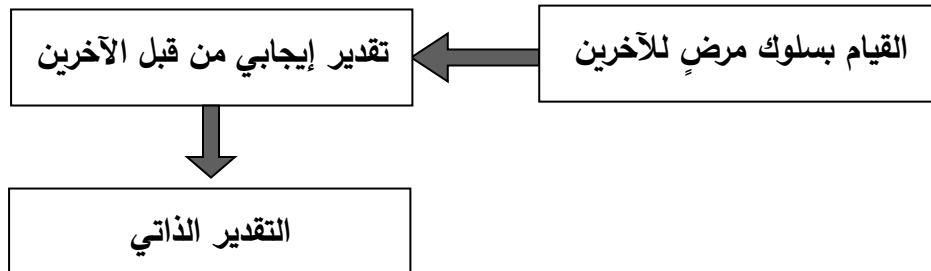 القيام بسلوك مرضٍ للآخرين
تقدير إيجابي من قبل الآخرين
التقدير الذاتي